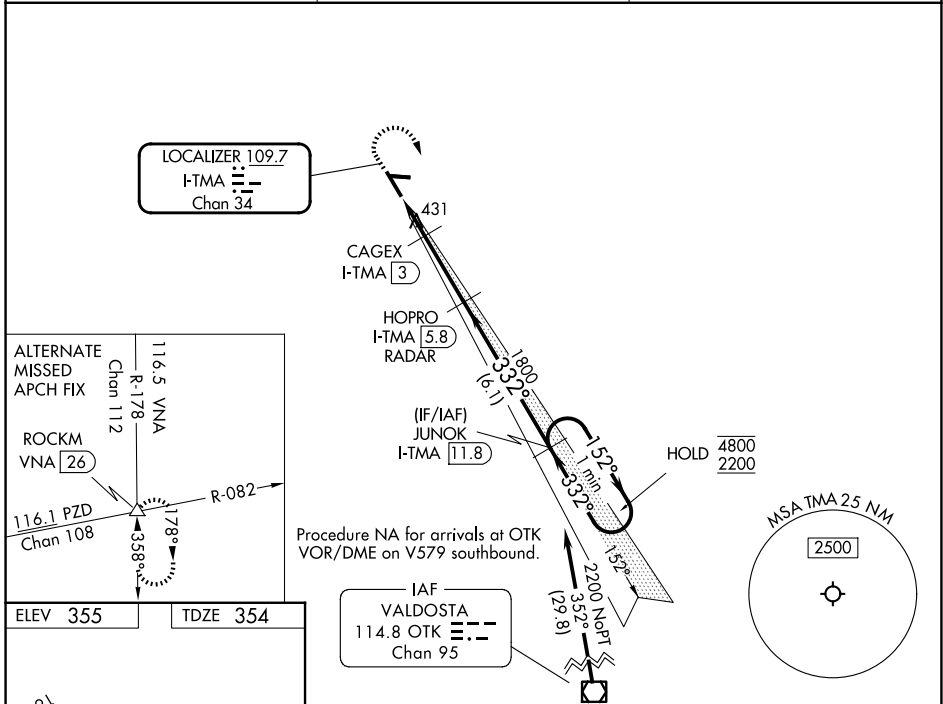 LOCALIZER 109.7
I-TMA
Chan 34
431
CAGEX
I-TMA 3
HOPRO
I-TMA 5.8
RADAR
1800
332°
(6.1)
(IF/IAF)
JUNOK
I-TMA 11.8
152°
1 min
332°
HOLD 4800
2200
152°
ALTERNATE
MISSED
APCH FIX
116.5 VNA
R-178
Chan 112
ROCKM
VNA 26
R-082
116.1 PZD
Chan 108
358°
178°
Procedure NA for arrivals at OTK
VOR/DME on V579 southbound.
2200 NoPT
352°
(29.8)
IAF
VALDOSTA
114.8 OTK
Chan 95
MSA TMA 25 NM
2500
ELEV 355
TDZE 354